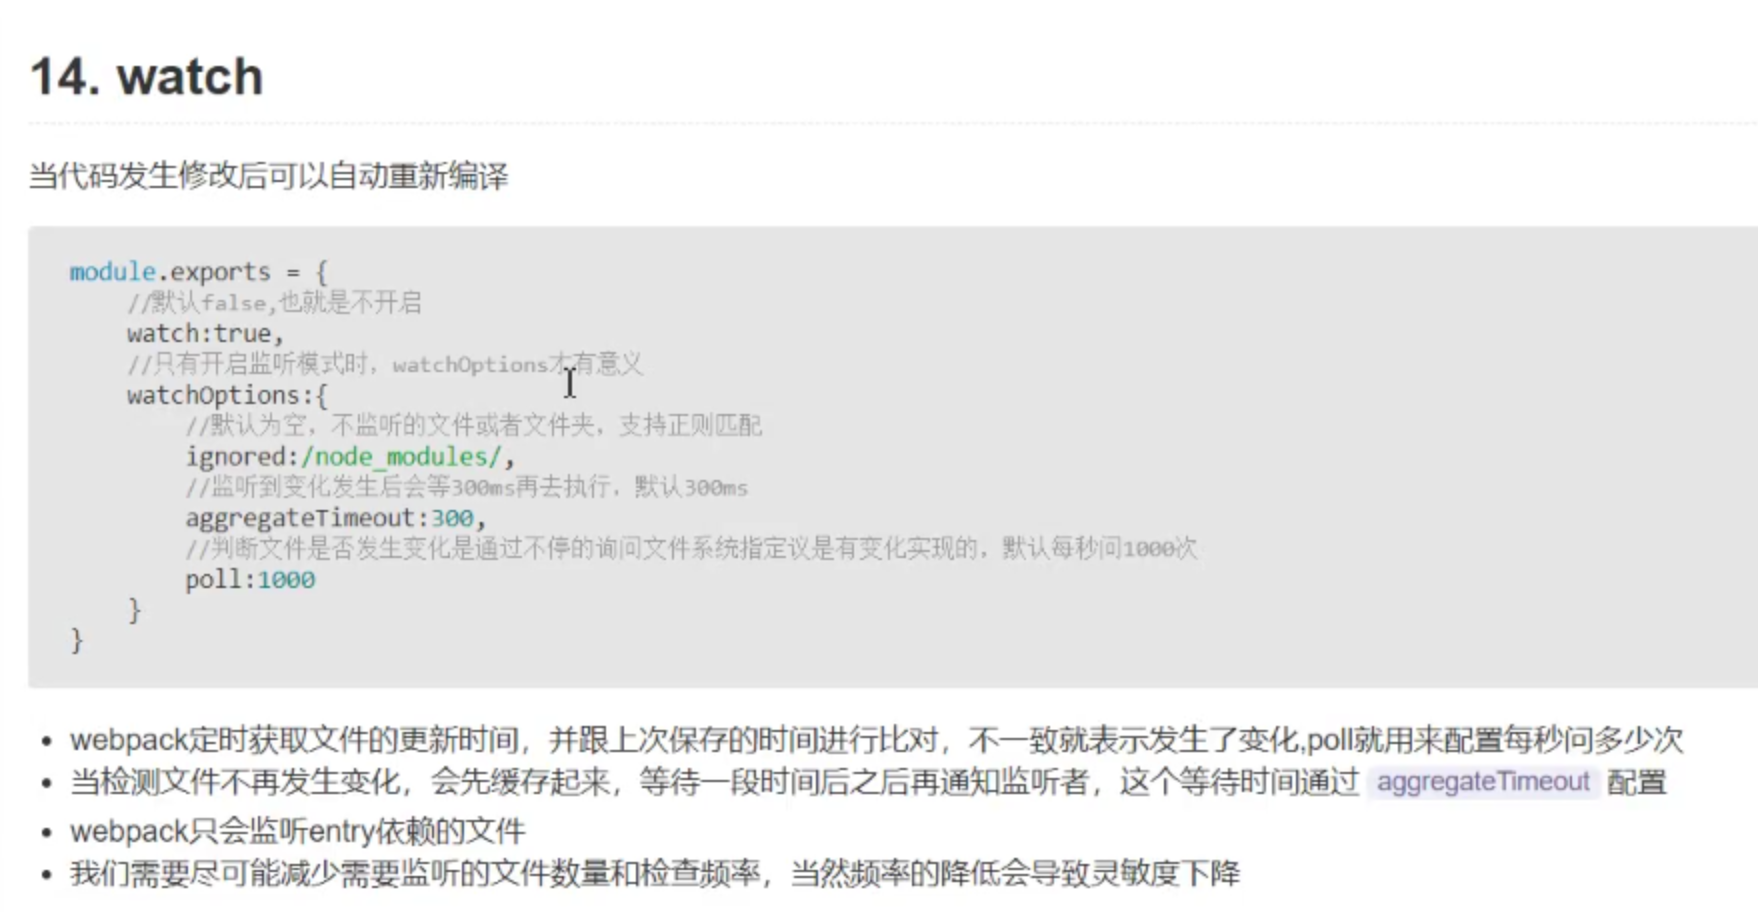 14. watch
当代码发生修改后可以自动重新编译
module.exports = {
//默认false,也就是不开启
watch:true,
//只有开启监听模式时，watchOptions才有意义
watchOptions:{
//默认为空，不监听的文件或者文件夹，支持正则匹配
ignored:/node_modules/,
//监听到变化发生后会等300ms再去执行，默认300ms
aggregateTimeout:300,
//判断文件是否发生变化是通过不停的询问文件系统指定议是有变化实现的，默认每秒问1000次
poll:1000
}
}
webpack定时获取文件的更新时间，并跟上次保存的时间进行比对，不一致就表示发生了变化,poll就用来配置每秒问多少次
当检测文件不再发生变化，会先缓存起来，等待一段时间后之后再通知监听者，这个等待时间通过 aggregateTimeout 配置
webpack只会监听entry依赖的文件
我们需要尽可能减少需要监听的文件数量和检查频率，当然频率的降低会导致灵敏度下降